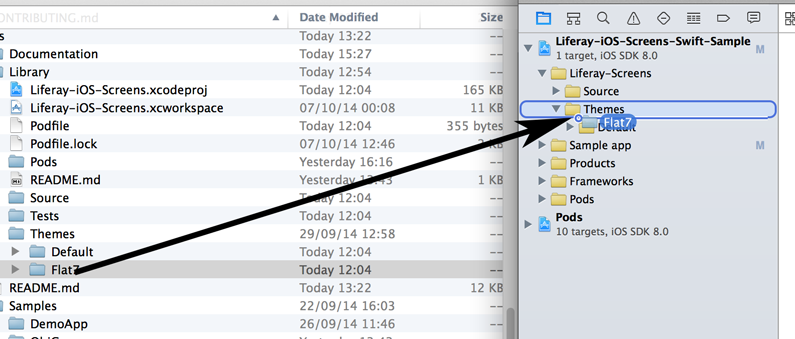 ONTRIBUTING.md Date Modified Size
s Today 13:22 --
Documentation Today 15:27 --
Library Today 12:54 --
Liferay-iOS-Screens.xcodeproj Today 12:04 165 KB
Liferay-iOS-Screens.xcworkspace 07/10/14 00:08 11 KB
Podfile Today 12:04 355 bytes
Podfile.lock 07/10/14 12:46 KB
Pods Yesterday 16:16 --
README.md Yesterday 1 KB
Source Today 12:04 --
Tests Today 12:04 --
Themes 29/09/14 12:58 --
Default Today 12:04 --
Flat7 Today 12:04 --
README.md Today 13:22 12 KB
Samples 22/09/14 16:03 --
DemoApp 26/09/14 11:46 --
Liferay-iOS-Screens-Swift-Sample M
1 target, iOS SDK 8.0
Liferay-Screens
Source
Themes
Flat7
Default
Sample app M
Products
Frameworks
Pods
Pods
10 targets, iOS SDK 8.0